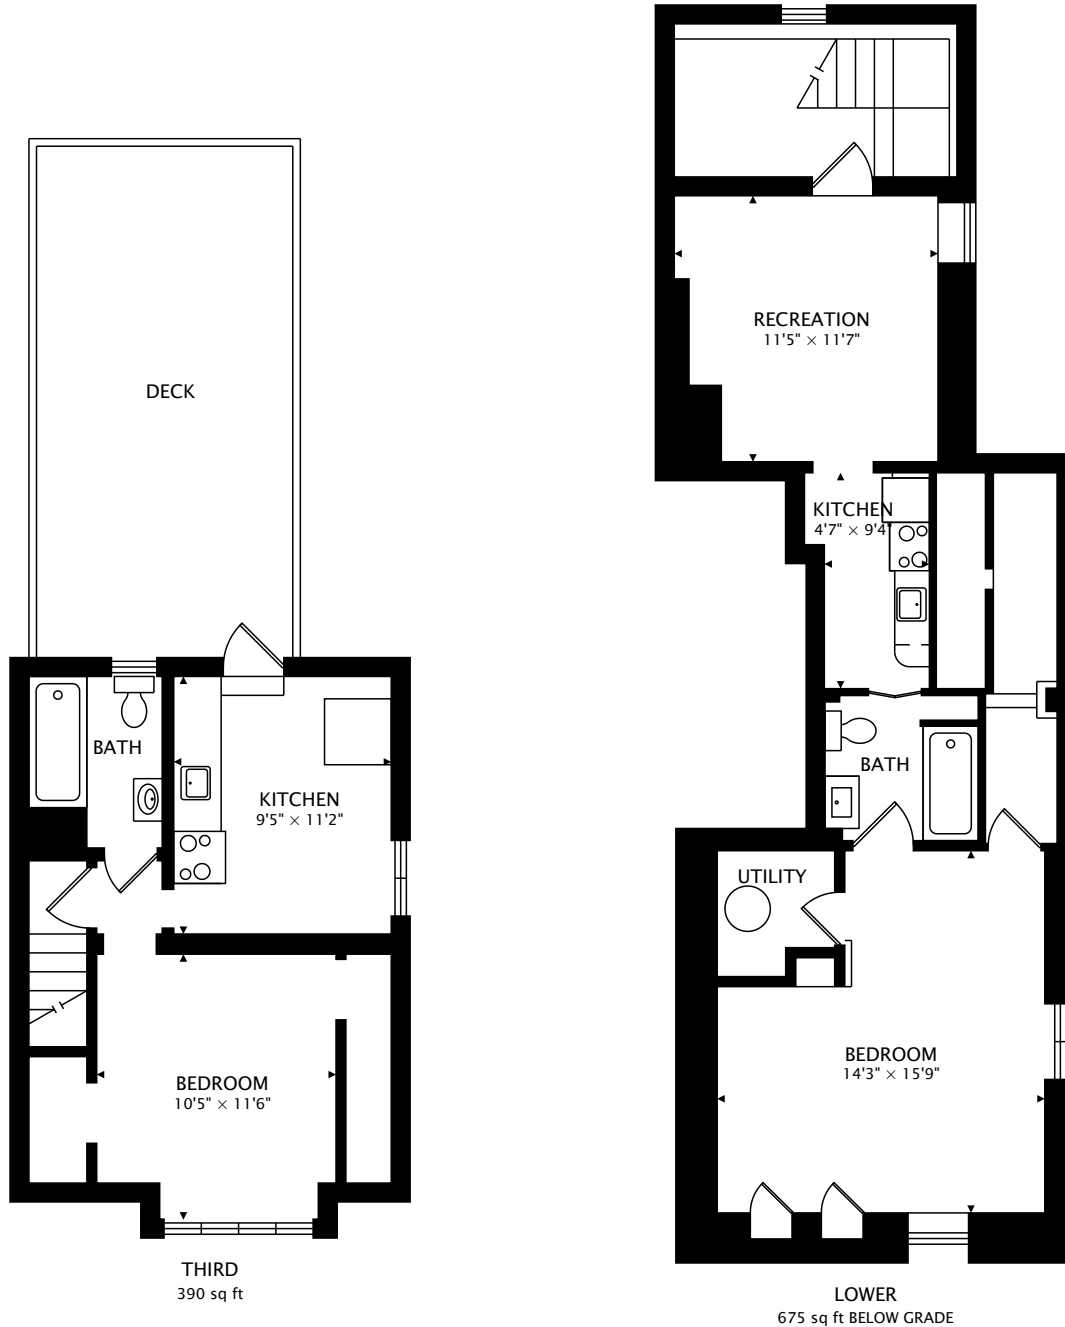 DECK
BATH
KITCHEN
9'5" × 11'2"
BEDROOM
10'5" × 11'6"
THIRD
390 sq ft
RECREATION
11'5" × 11'7"
KITCHEN
4'7" × 9'4"
BATH
UTILITY
BEDROOM
14'3" × 15'9"
LOWER
675 sq ft BELOW GRADE